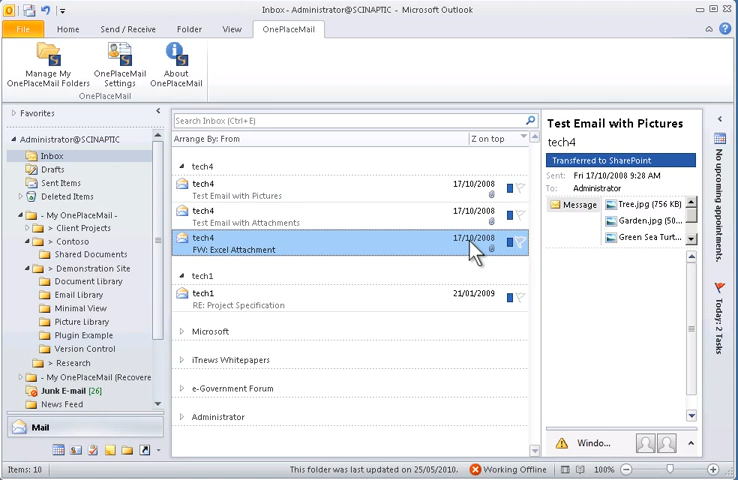 Inbox - Administrator@SCINAPTIC - Microsoft Outlook
File Home Send / Receive Folder View OnePlaceMail
Manage My OnePlaceMail Folders
OnePlaceMail Settings
About OnePlaceMail
OnePlaceMail
Favorites
Administrator@SCINAPTIC
Inbox
Drafts
Sent Items
Deleted Items
- My OnePlaceMail -
> Client Projects
> Contoso
Shared Documents
> Demonstration Site
Document Library
Email Library
Minimal View
Picture Library
Plugin Example
Version Control
> Research
- My OnePlaceMail (Recovere
Junk E-mail [26]
News Feed
Mail
Search Inbox (Ctrl+E)
Arrange By: From Z on top
tech4
tech4 17/10/2008
Test Email with Pictures
tech4 17/10/2008
Test Email with Attachments
tech4 17/10/2008
FW: Excel Attachment
tech1
tech1 21/01/2009
RE: Project Specification
Microsoft
iTnews Whitepapers
e-Government Forum
Administrator
Test Email with Pictures
tech4
Transferred to SharePoint
Sent: Fri 17/10/2008 9:28 AM
To: Administrator
Message
Tree.jpg (756 KB)
Garden.jpg (50...
Green Sea Turt...
Windo...
No upcoming appointments.
Today: 2 Tasks
Items: 10
This folder was last updated on 25/05/2010.
Working Offline
100%